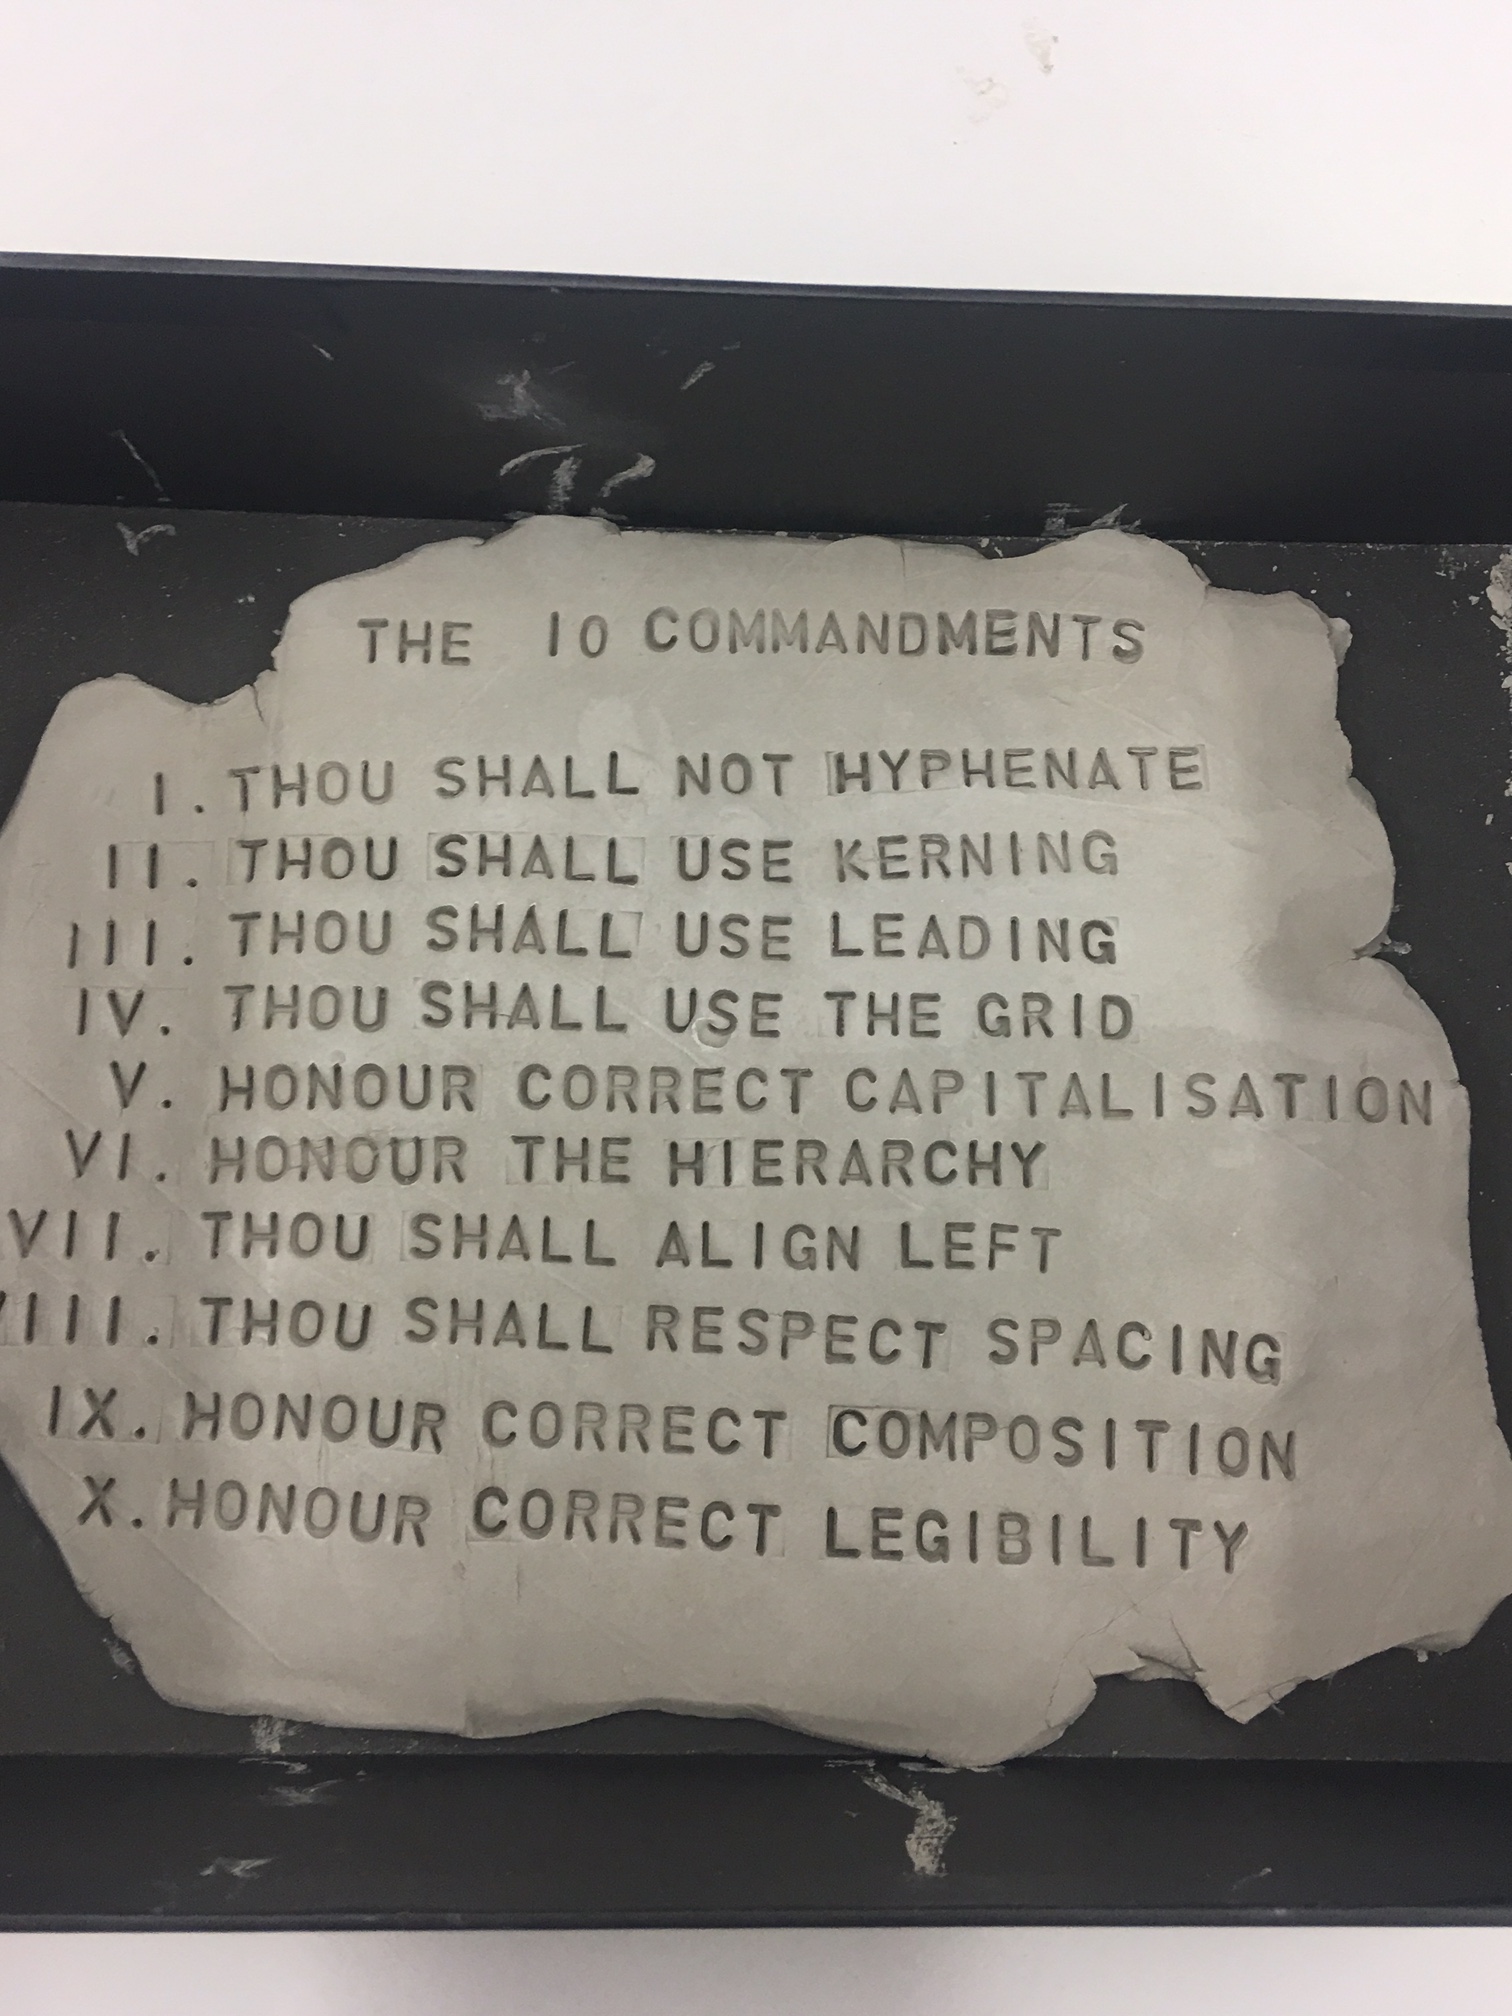 THE 10 COMMANDMENTS
I. THOU SHALL NOT HYPHENATE
II. THOU SHALL USE KERNING
III. THOU SHALL USE LEADING
IV. THOU SHALL USE THE GRID
V. HONOUR CORRECT CAPITALISATION
VI. HONOUR THE HIERARCHY
VII. THOU SHALL ALIGN LEFT
VIII. THOU SHALL RESPECT SPACING
IX. HONOUR CORRECT COMPOSITION
X. HONOUR CORRECT LEGIBILITY